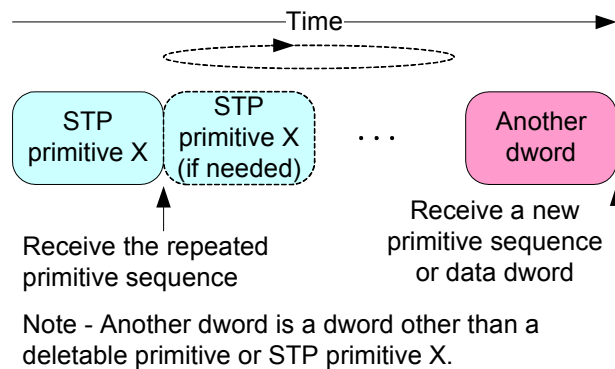 Time
STP
primitive X
STP
primitive X
(if needed)
. . .
Another
dword
Receive the repeated
primitive sequence
Receive a new
primitive sequence
or data dword
Note - Another dword is a dword other than a
deletable primitive or STP primitive X.